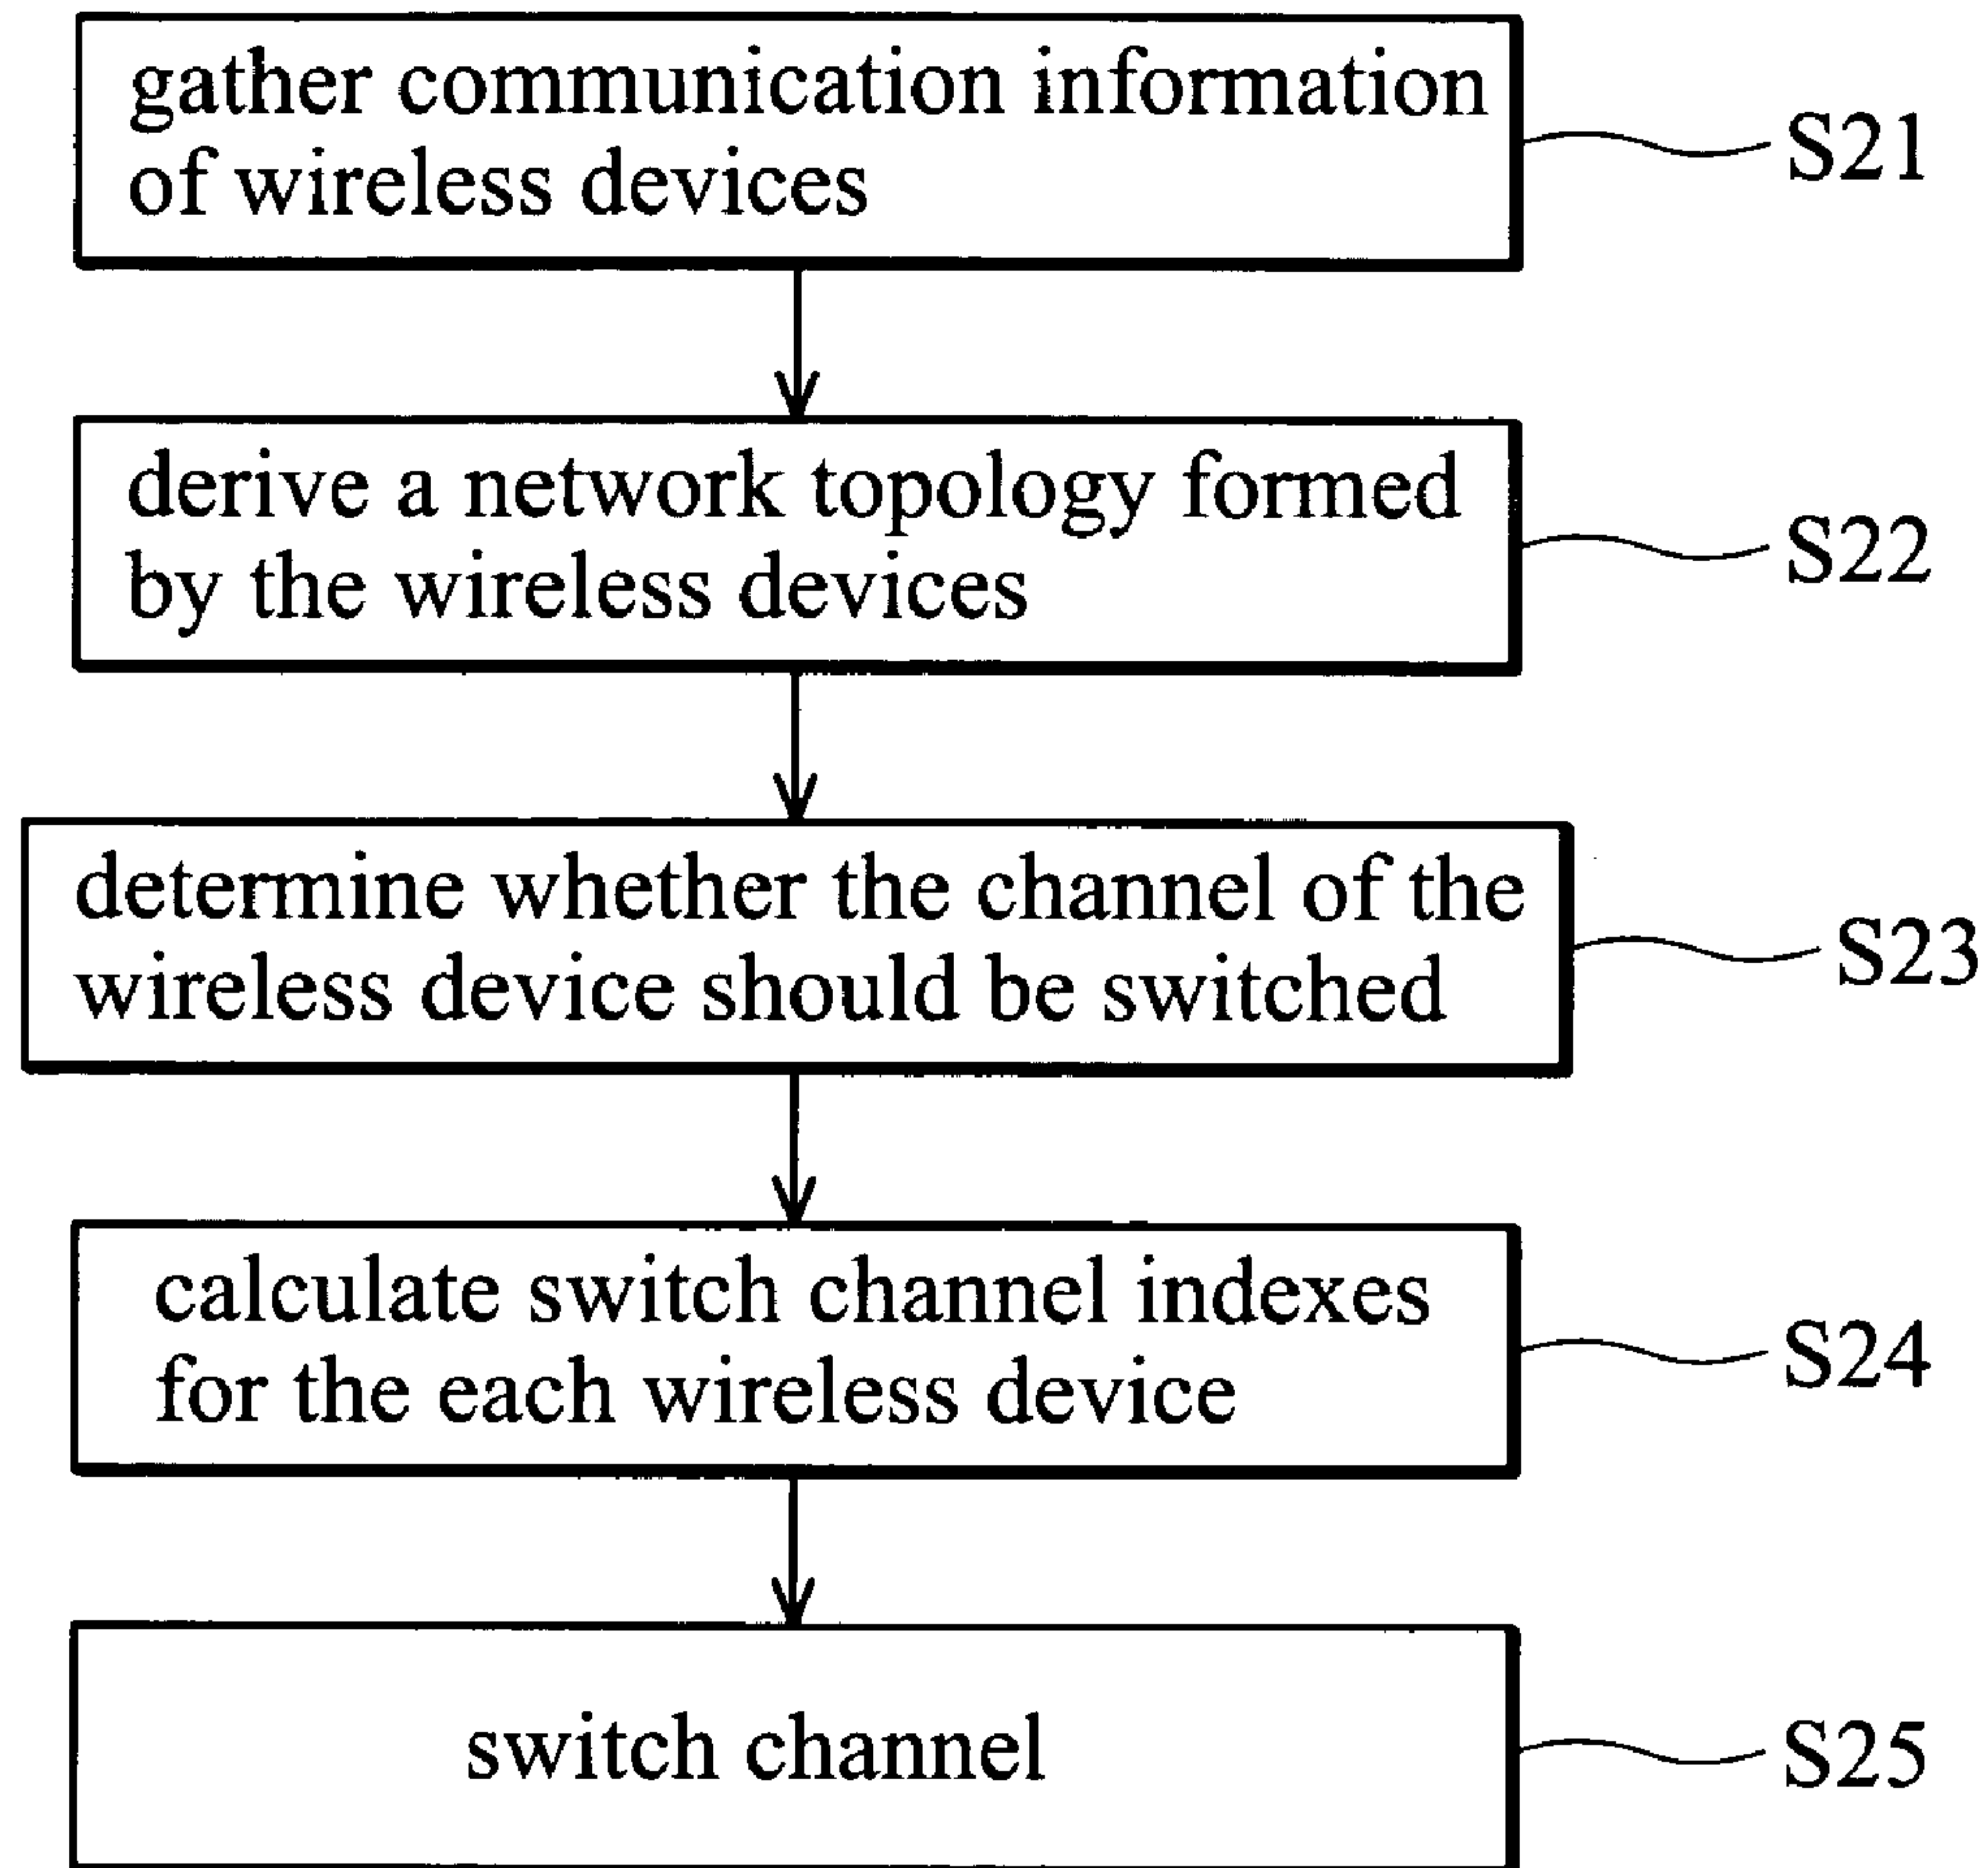 gather communication information
of wireless devices
S21
derive a network topology formed
by the wireless devices
S22
determine whether the channel of the
wireless device should be switched
S23
calculate switch channel indexes
for the each wireless device
S24
switch channel
S25